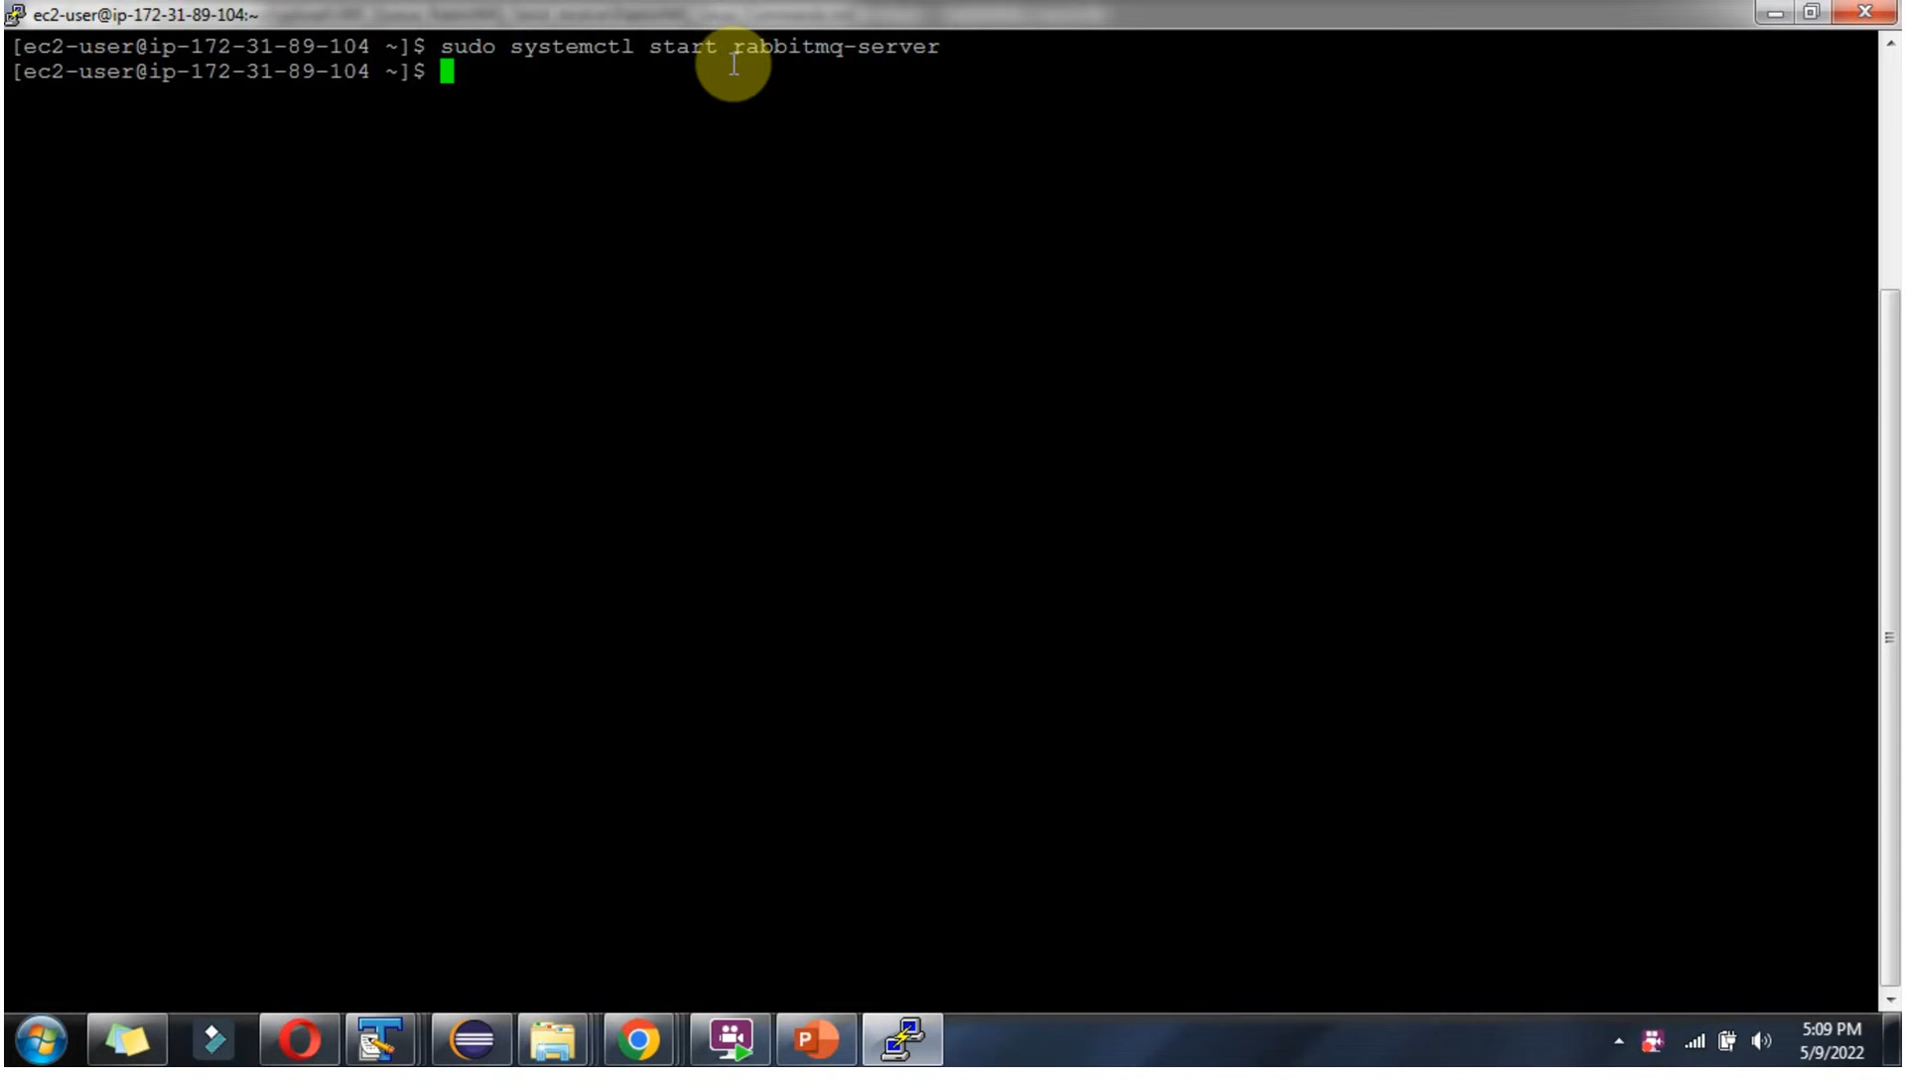 ec2-user@ip-172-31-89-104:~
[ec2-user@ip-172-31-89-104 ~]$ sudo systemctl start rabbitmq-server
[ec2-user@ip-172-31-89-104 ~]$
5:09 PM
5/9/2022